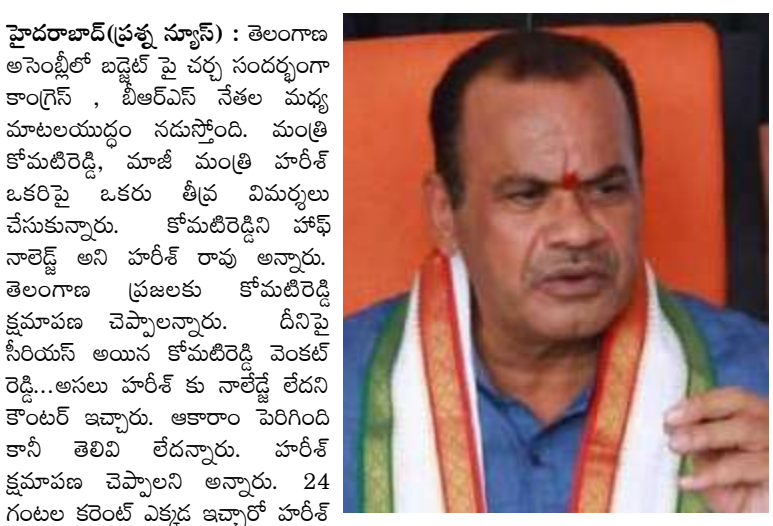 హైదరాబాద్(ప్రశ్న న్యూస్) : తెలంగాణ
అసెంబ్లీలో బడ్జెట్ పై చర్చ సందర్భంగా
కాంగ్రెస్ , బీఆర్ఎస్ నేతల మధ్య
మాటలయుద్ధం నడుస్తోంది. మంత్రి
కోమటిరెడ్డి, మాజీ మంత్రి హరీశ్
ఒకరిపై ఒకరు తీవ్ర విమర్శలు
చేసుకున్నారు. కోమటిరెడ్డిని హాఫ్
నాలెడ్జ్ అని హరీశ్ రావు అన్నారు.
తెలంగాణ ప్రజలకు కోమటిరెడ్డి
క్షమాపణ చెప్పాలన్నారు. దీనిపై
సీరియస్ అయిన కోమటిరెడ్డి వెంకట్
రెడ్డి...అసలు హరీశ్ కు నాలేడ్జే లేదని
కౌంటర్ ఇచ్చారు. ఆకారాం పెరిగింది
కానీ తెలివి లేదన్నారు. హరీశ్
క్షమాపణ చెప్పాలని అన్నారు. 24
గంటల కరెంట్ ఎక్కడ ఇచ్చారో హరీశ్